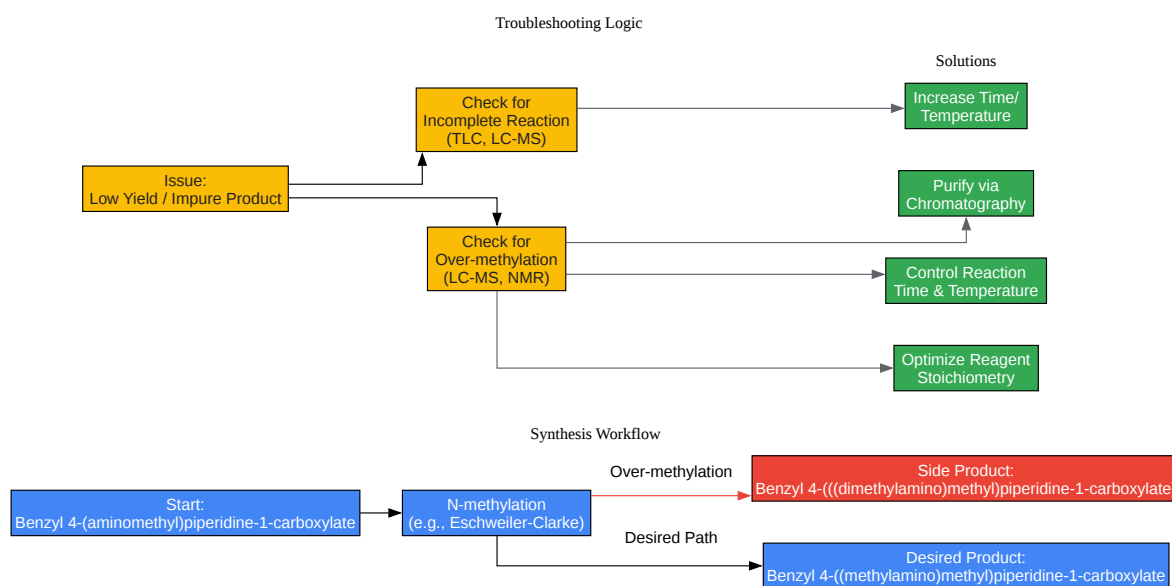 Troubleshooting Logic
Solutions
Check for
Incomplete Reaction
(TLC, LC-MS)
Increase Time/
Temperature
Issue:
Low Yield / Impure Product
Purify via
Chromatography
Check for
Over-methylation
(LC-MS, NMR)
Control Reaction
Time & Temperature
Optimize Reagent
Stoichiometry
Synthesis Workflow
Over-methylation
Side Product:
Benzyl 4-(((dimethylamino)methyl)piperidine-1-carboxylate
Start:
Benzyl 4-(aminomethyl)piperidine-1-carboxylate
N-methylation
(e.g., Eschweiler-Clarke)
Desired Path
Desired Product:
Benzyl 4-((methylamino)methyl)piperidine-1-carboxylate